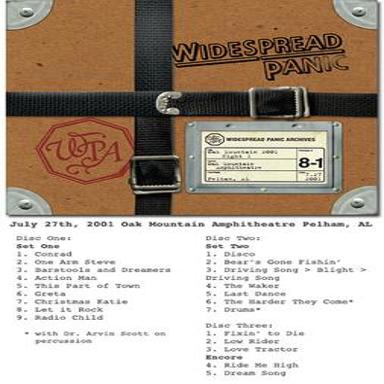 WIDESPREAD
PANIC
WPA
WIDESPREAD PANIC ARCHIVES
Oak Mountain 2001
Night 1
Oak Mountain
Amphitheatre
Pelham, AL
8-1
7.27
2001
July 27th, 2001 Oak Mountain Amphitheatre Pelham, AL
Disc One:
Set One
1. Conrad
2. One Arm Steve
3. Barstools and Dreamers
4. Action Man
5. This Part of Town
6. Greta
7. Christmas Katie
8. Let it Rock
9. Radio Child
* with Dr. Arvin Scott on
percussion
Disc Two:
Set Two
1. Disco
2. Bear's Gone Fishin'
3. Driving Song > Blight >
Driving Song
4. The Waker
5. Last Dance
6. The Harder They Come*
7. Drums*
Disc Three:
1. Fixin' to Die
2. Low Rider
3. Love Tractor
Encore
4. Ride Me High
5. Dream Song